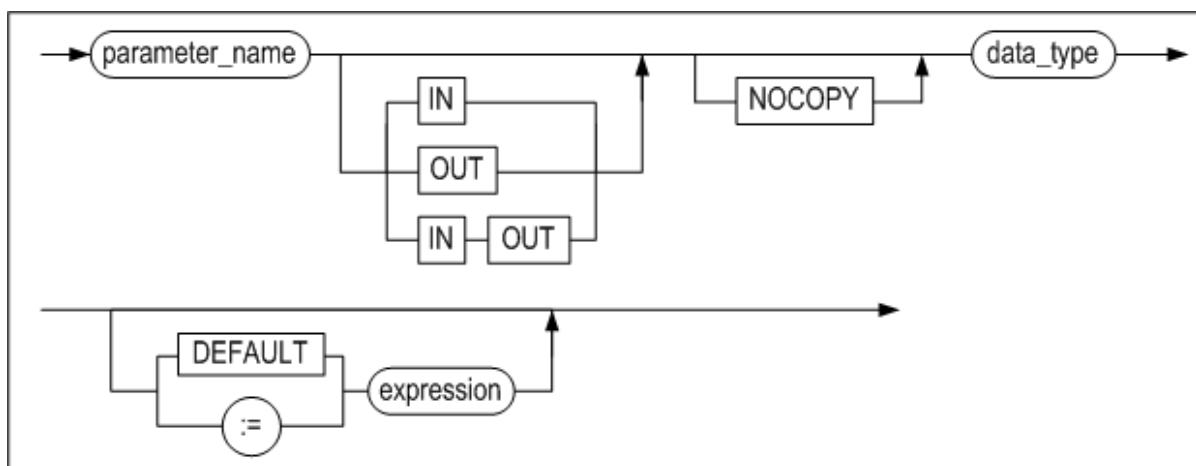 parameter_name data_type
IN NOCOPY
OUT
IN OUT
DEFAULT
expression
:=